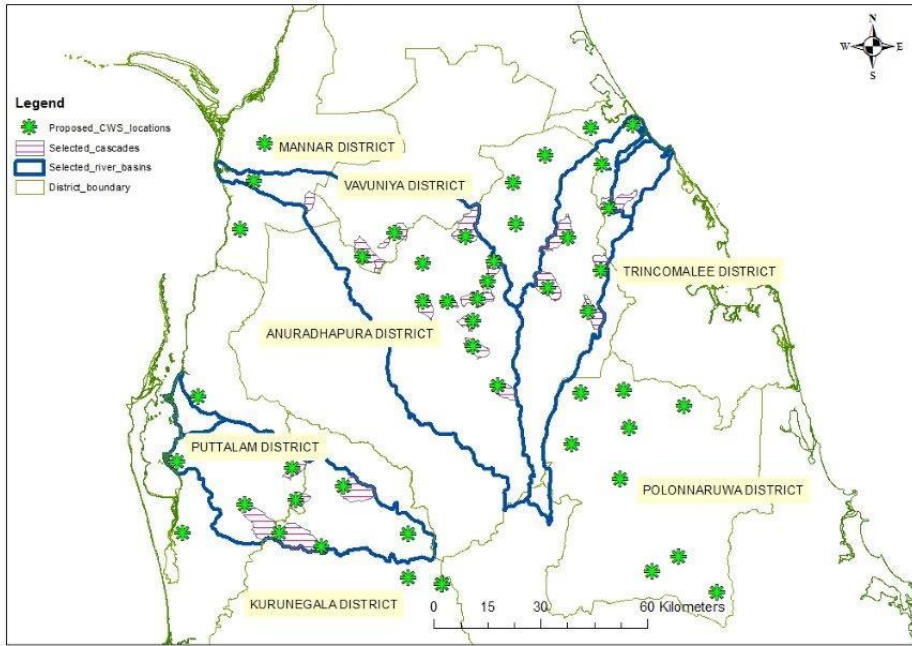 N
W E
S
Legend
Proposed_CWS_locations
Selected_cascades
Selected_river_basins
District_boundary
MANNAR DISTRICT
VAVUNIYA DISTRICT
TRINCOMALEE DISTRICT
ANURADHAPURA DISTRICT
PUTTALAM DISTRICT
POLONNARUWA DISTRICT
KURUNEGALA DISTRICT
0 15 30 60 Kilometers